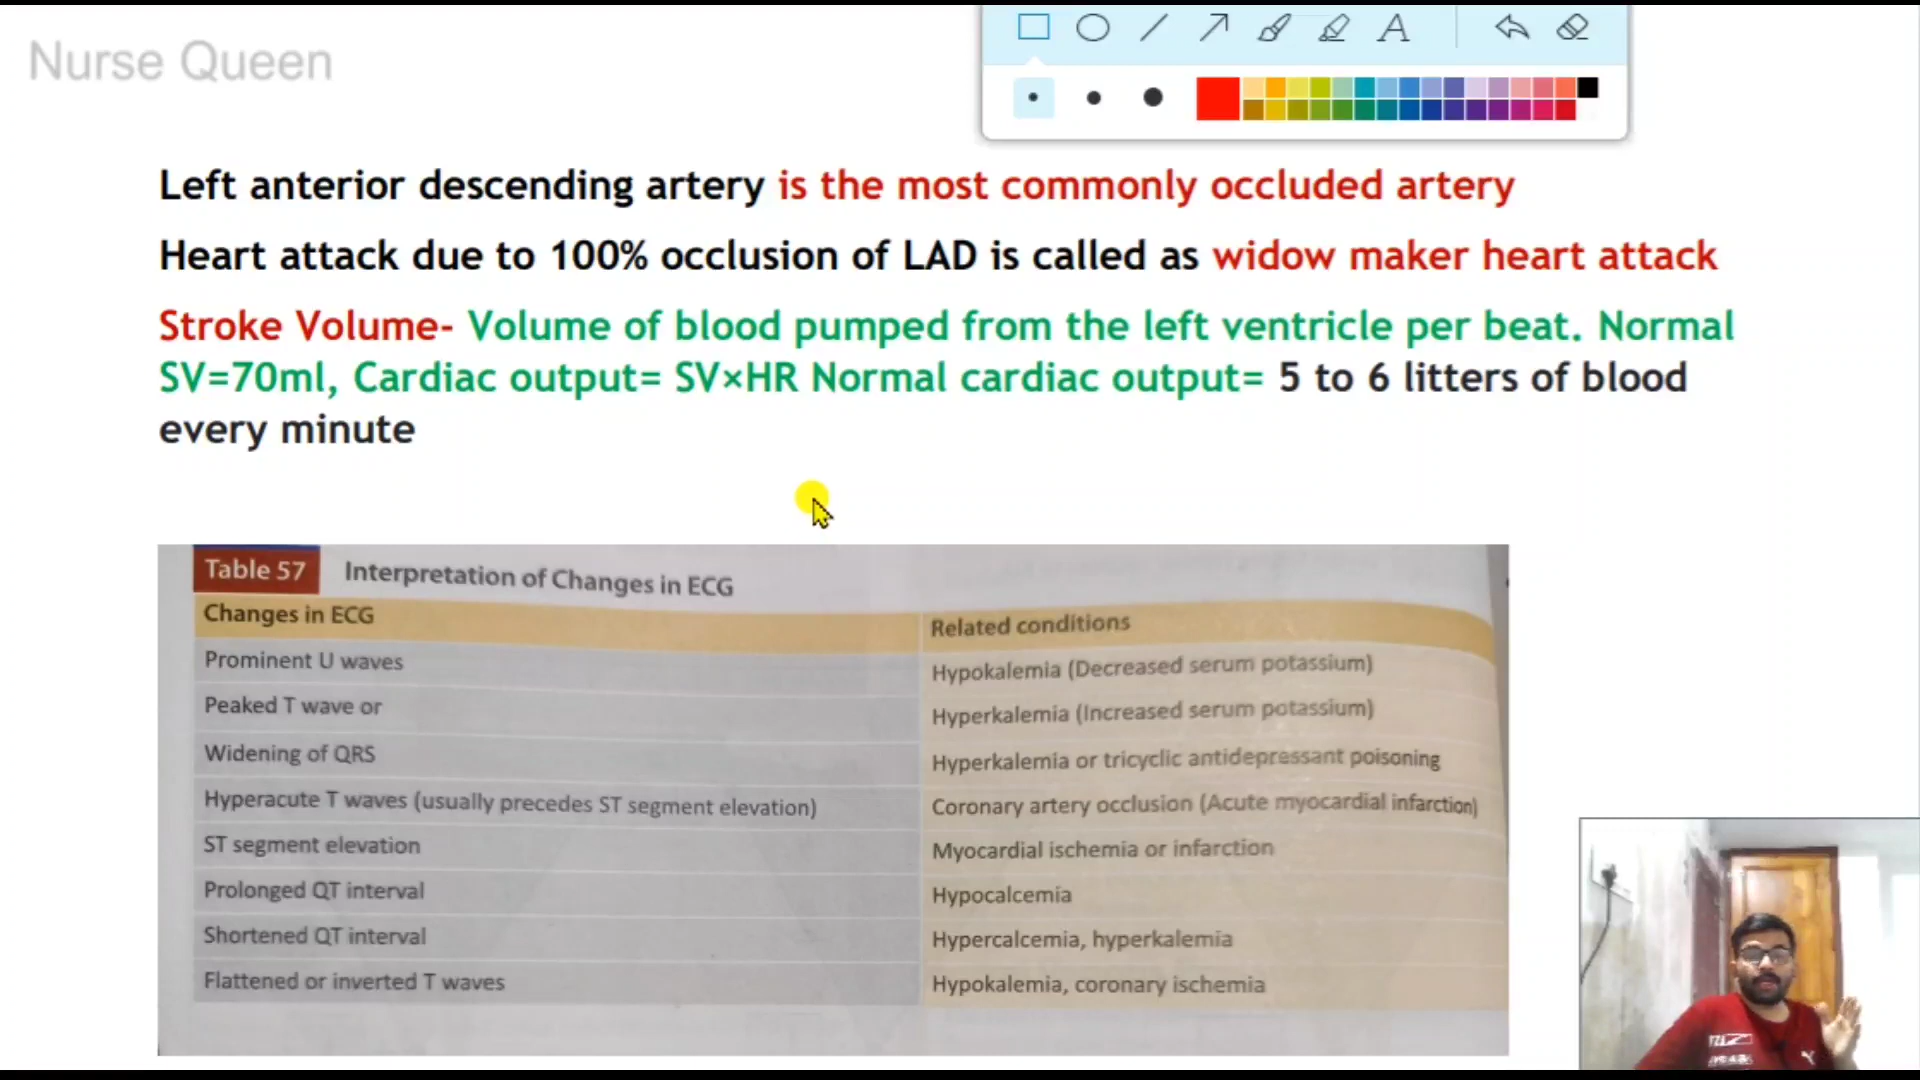 Nurse Queen
A
Left anterior descending artery is the most commonly occluded artery
Heart attack due to 100% occlusion of LAD is called as widow maker heart attack
Stroke Volume- Volume of blood pumped from the left ventricle per beat. Normal
SV=70ml, Cardiac output= SV×HR Normal cardiac output= 5 to 6 litters of blood
every minute
Table 57 Interpretation of Changes in ECG
Changes in ECG Related conditions
Prominent U waves Hypokalemia (Decreased serum potassium)
Peaked T wave or Hyperkalemia (Increased serum potassium)
Widening of QRS Hyperkalemia or tricyclic antidepressant poisoning
Hyperacute T waves (usually precedes ST segment elevation) Coronary artery occlusion (Acute myocardial infarction)
ST segment elevation Myocardial ischemia or infarction
Prolonged QT interval Hypocalcemia
Shortened QT interval Hypercalcemia, hyperkalemia
Flattened or inverted T waves Hypokalemia, coronary ischemia